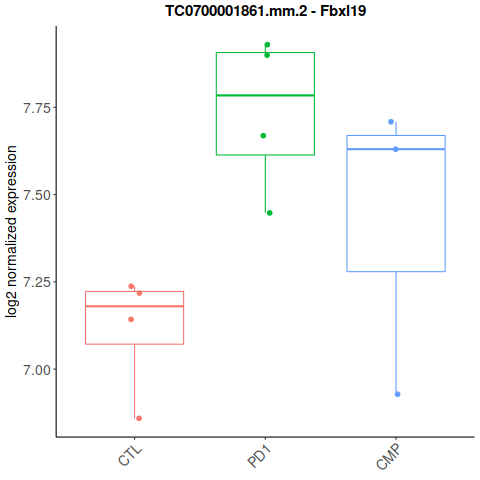 TC0700001861.mm.2 - Fbxl19
log2 normalized expression
7.75
7.50
7.25
7.00
CTL
PD1
CMP